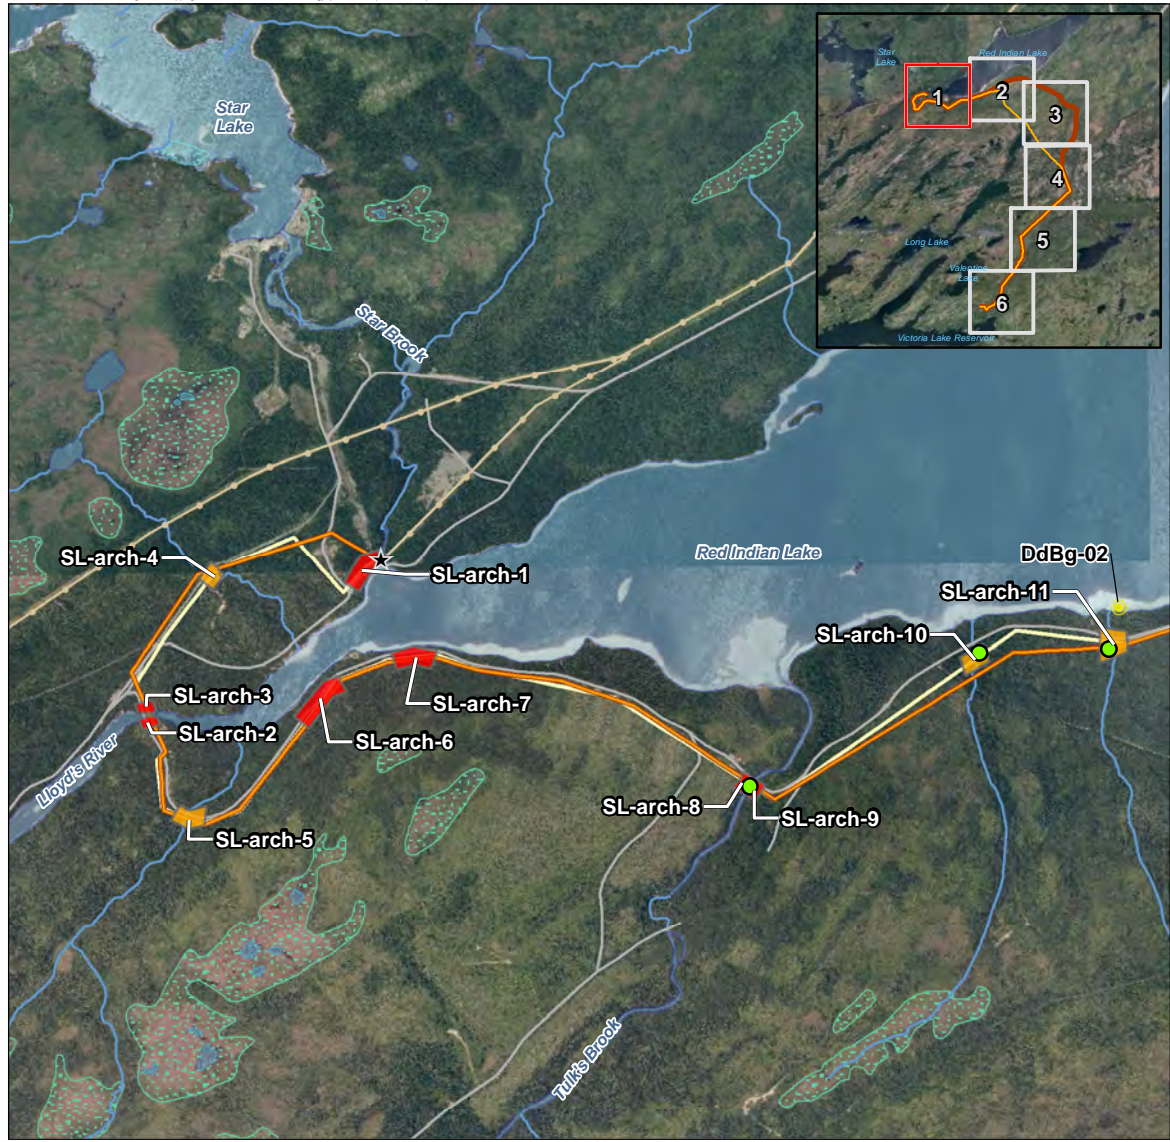 Star
Lake
Red Indian Lake
1
2
3
4
Long Lake
5
Valentine
Lake
6
Victoria Lake Reservoir
Star
Lake
Star Brook
SL-arch-4
SL-arch-1
Red Indian Lake
DdBg-02
SL-arch-11
SL-arch-10
SL-arch-3
SL-arch-2
SL-arch-7
SL-arch-6
Lloyd's River
SL-arch-8
SL-arch-9
SL-arch-5
Tulk's Brook